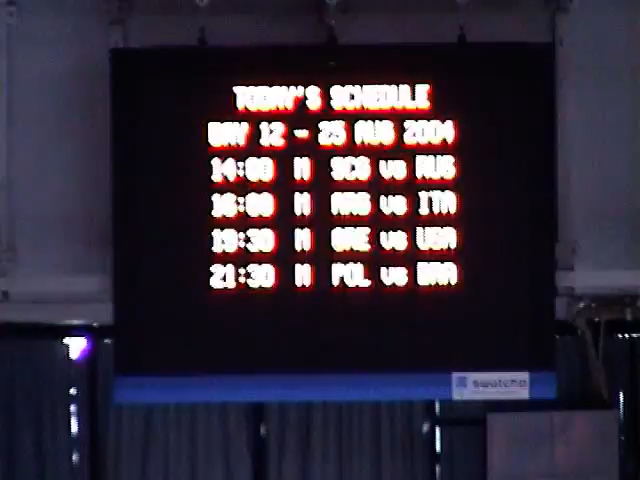 TODAY'S SCHEDULE
DAY 12 - 25 AUG 2004
14:00 M SCG vs RUS
16:00 M ARG vs ITA
19:30 M GRE vs USA
21:30 M POL vs BRA
swatch